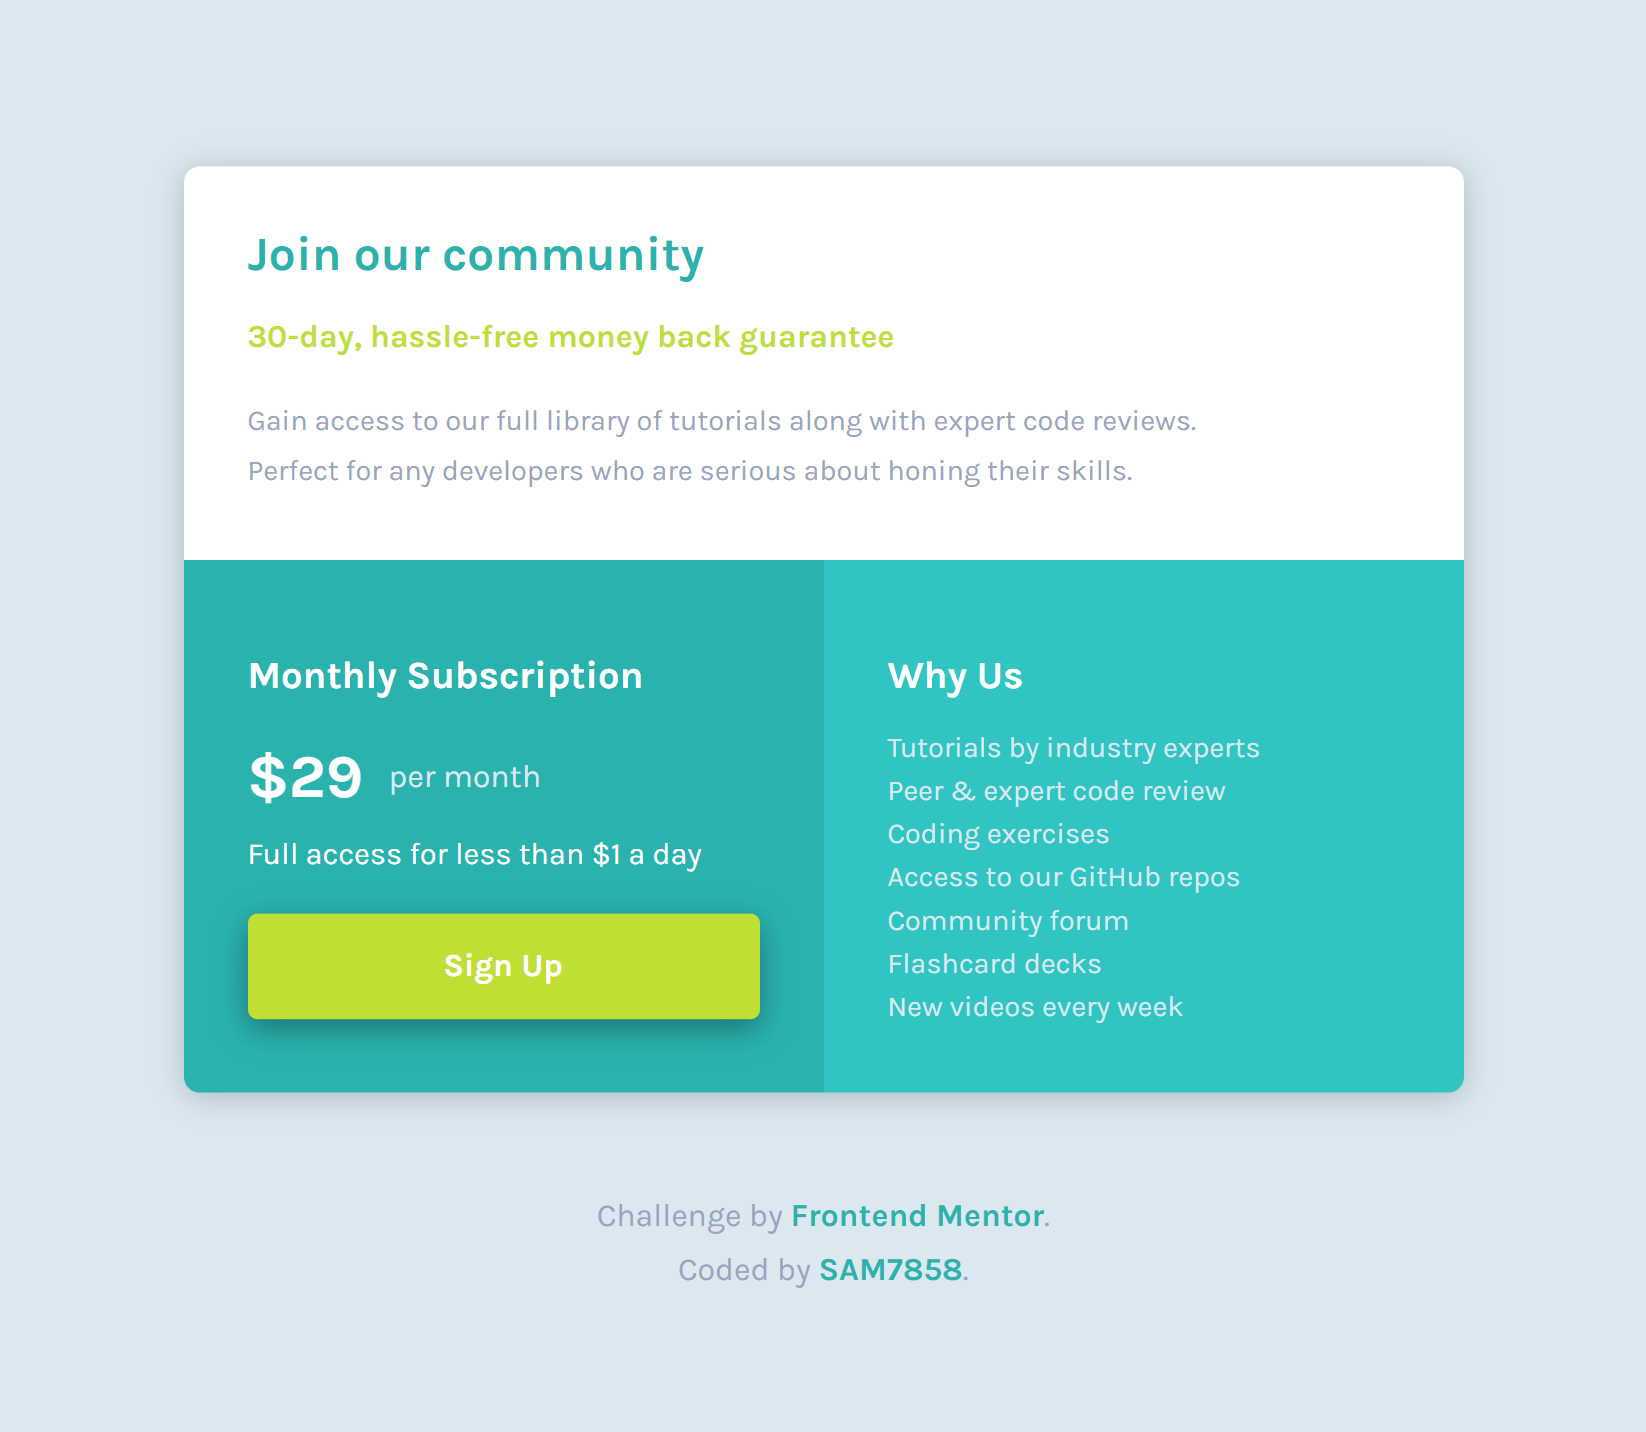 Join our community
30-day, hassle-free money back guarantee
Gain access to our full library of tutorials along with expert code reviews.
Perfect for any developers who are serious about honing their skills.
Monthly Subscription
$29 per month
Full access for less than $1 a day
Sign Up
Why Us
Tutorials by industry experts
Peer & expert code review
Coding exercises
Access to our GitHub repos
Community forum
Flashcard decks
New videos every week
Challenge by Frontend Mentor.
Coded by SAM7858.